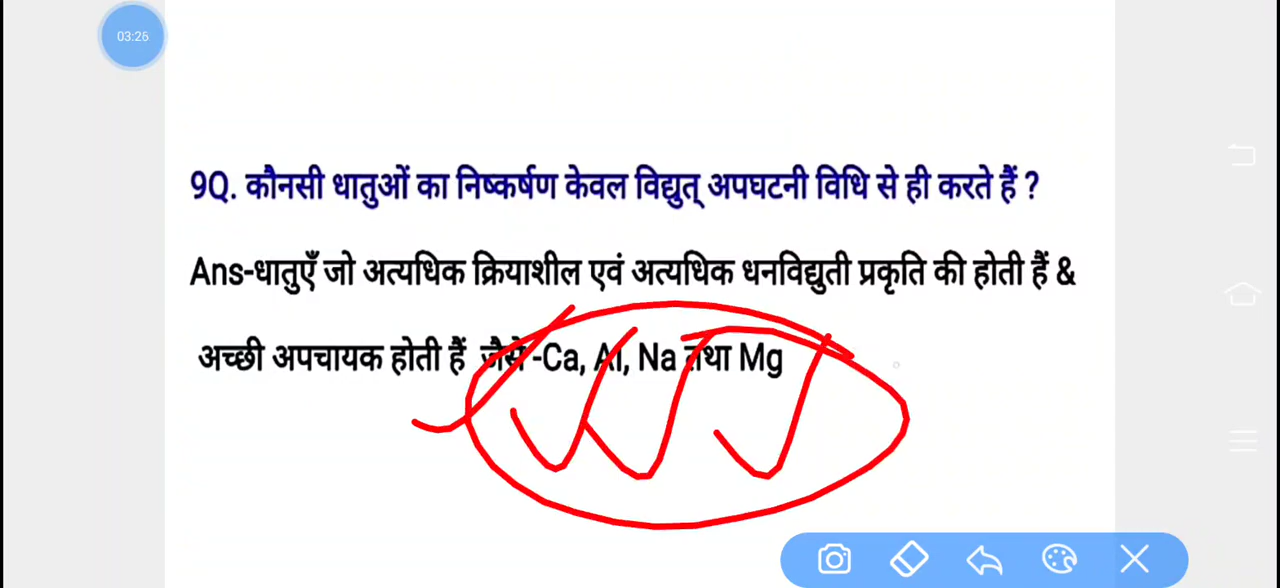 03:26
9Q. कौनसी धातुओं का निष्कर्षण केवल विद्युत् अपघटनी विधि से ही करते हैं ?
Ans-धातुएँ जो अत्यधिक क्रियाशील एवं अत्यधिक धनविद्युती प्रकृति की होती हैं &
अच्छी अपचायक होती हैं जैसे -Ca, Al, Na तथा Mg